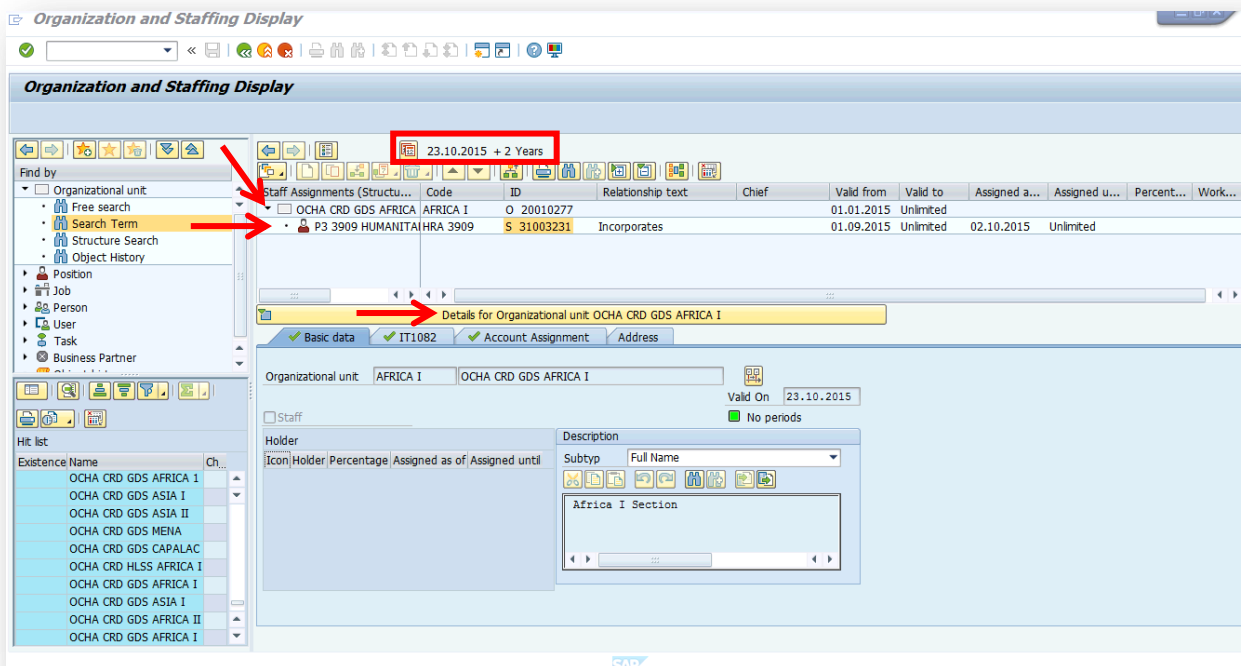 Organization and Staffing Display
Organization and Staffing Display
23.10.2015 + 2 Years
Find by
Organizational unit
Free search
Search Term
Structure Search
Object History
Position
Job
Person
User
Task
Business Partner
Staff Assignments (Structu... Code ID Relationship text Chief Valid from Valid to Assigned a... Assigned u... Percent... Work...
OCHA CRD GDS AFRICA AFRICA I O 20010277 01.01.2015 Unlimited
P3 3909 HUMANITAI HRA 3909 S 31003231 Incorporates 01.09.2015 Unlimited 02.10.2015 Unlimited
Details for Organizational unit OCHA CRD GDS AFRICA I
Basic data IT1082 Account Assignment Address
Organizational unit AFRICA I OCHA CRD GDS AFRICA I
Valid On 23.10.2015
Staff No periods
Holder
Icon Holder Percentage Assigned as of Assigned until
Description
Subtyp Full Name
Africa I Section
Hit list
Existence Name Ch...
OCHA CRD GDS AFRICA 1
OCHA CRD GDS ASIA I
OCHA CRD GDS ASIA II
OCHA CRD GDS MENA
OCHA CRD GDS CAPALAC
OCHA CRD HLSS AFRICA I
OCHA CRD GDS AFRICA I
OCHA CRD GDS ASIA I
OCHA CRD GDS AFRICA II
OCHA CRD GDS AFRICA I
SAP